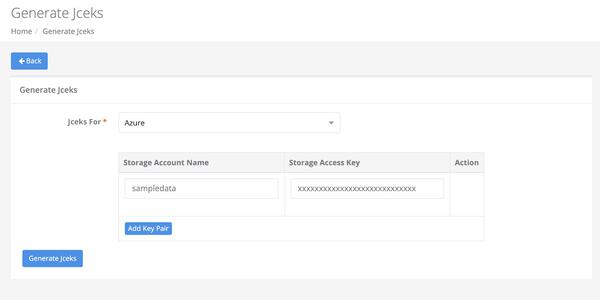 Generate Jceks
Home / Generate Jceks
Back
Generate Jceks
Jceks For *
Azure
Storage Account Name Storage Access Key Action
sampledata xxxxxxxxxxxxxxxxxxxxxxxxxxxx
Add Key Pair
Generate Jceks